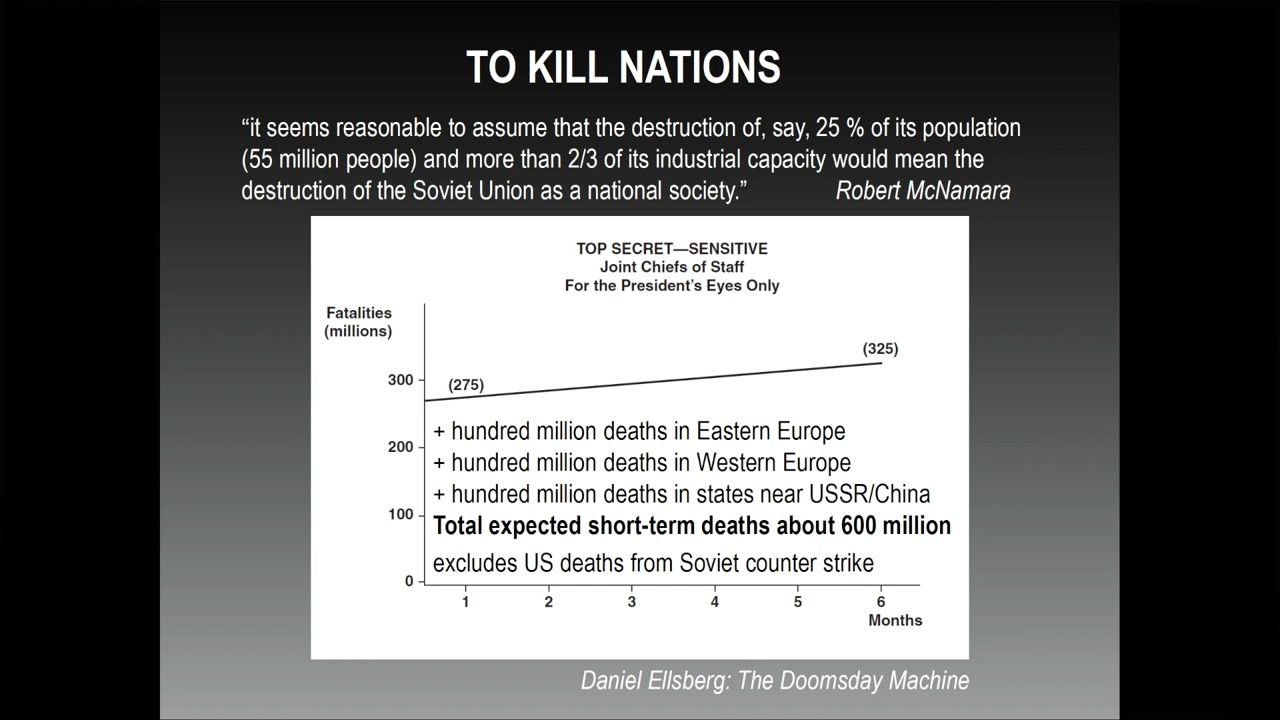 TO KILL NATIONS
“it seems reasonable to assume that the destruction of, say, 25 % of its population
(55 million people) and more than 2/3 of its industrial capacity would mean the
destruction of the Soviet Union as a national society.” Robert McNamara
TOP SECRET—SENSITIVE
Joint Chiefs of Staff
For the President’s Eyes Only
Fatalities
(millions)
(325)
300
(275)
+ hundred million deaths in Eastern Europe
200
+ hundred million deaths in Western Europe
+ hundred million deaths in states near USSR/China
100
Total expected short-term deaths about 600 million
excludes US deaths from Soviet counter strike
0
1 2 3 4 5 6
Months
Daniel Ellsberg: The Doomsday Machine